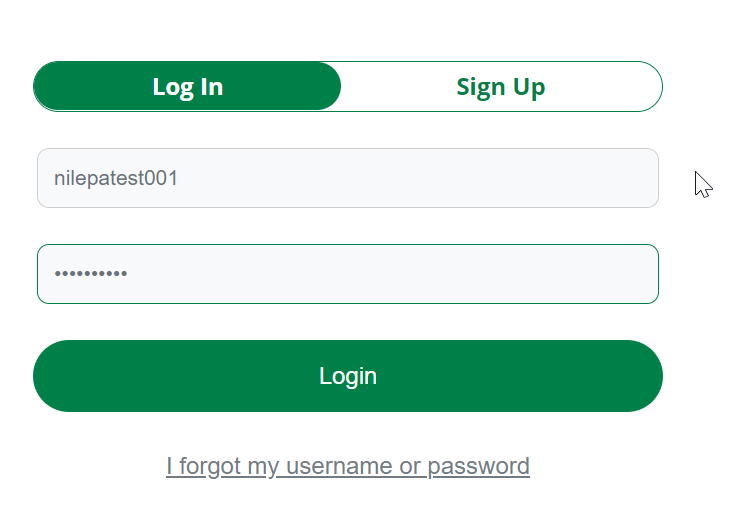 Log In
Sign Up
nilepatest001
••••••••••
Login
I forgot my username or password